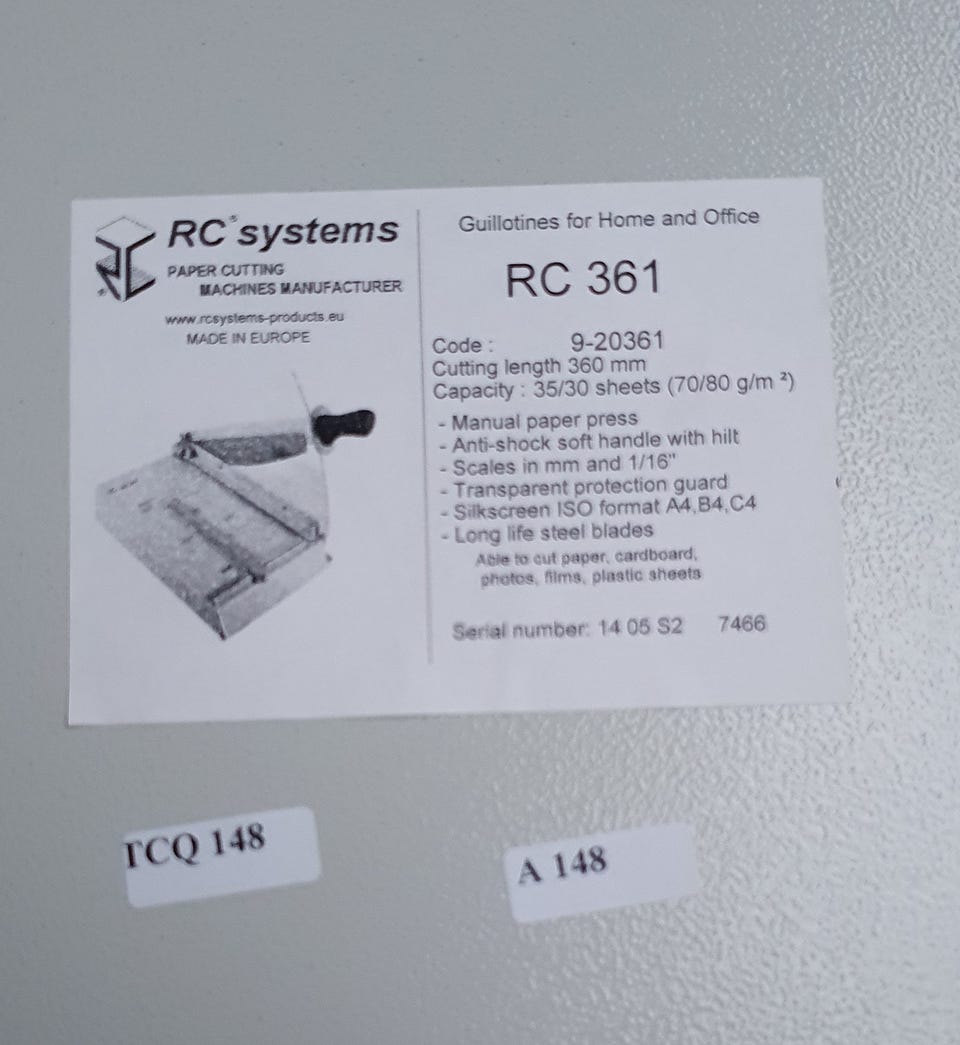 RC® systems
PAPER CUTTING
MACHINES MANUFACTURER
www.rcsystems-products.eu
MADE IN EUROPE
Guillotines for Home and Office
RC 361
Code : 9-20361
Cutting length 360 mm
Capacity : 35/30 sheets (70/80 g/m ²)
- Manual paper press
- Anti-shock soft handle with hilt
- Scales in mm and 1/16"
- Transparent protection guard
- Silkscreen ISO format A4,B4,C4
- Long life steel blades
Able to cut paper, cardboard,
photos, films, plastic sheets
Serial number: 14 05 S2 7466
TCQ 148
A 148